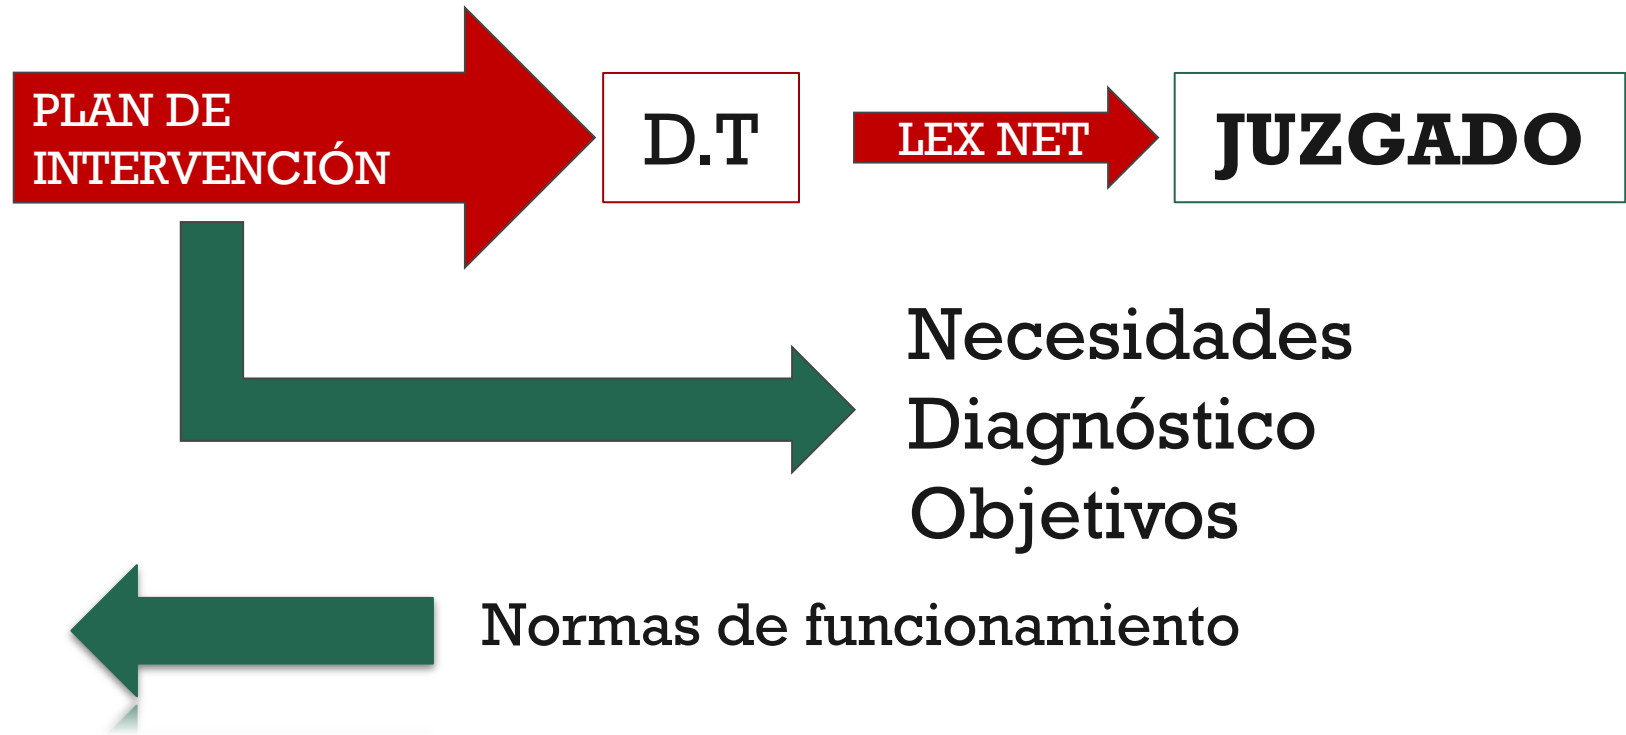 PLAN DE
INTERVENCIÓN
D.T
LEX NET
JUZGADO
Necesidades
Diagnóstico
Objetivos
Normas de funcionamiento